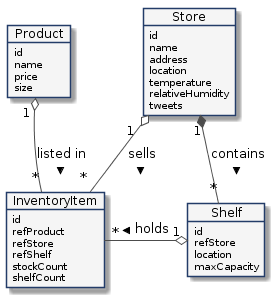 Store
id
name
address
location
temperature
relativeHumidity
tweets
Product
id
name
price
size
1
1
1
listed in
sells
contains
*
*
*
InventoryItem
id
refProduct
refStore
refShelf
stockCount
shelfCount
* holds 1
Shelf
id
refStore
location
maxCapacity